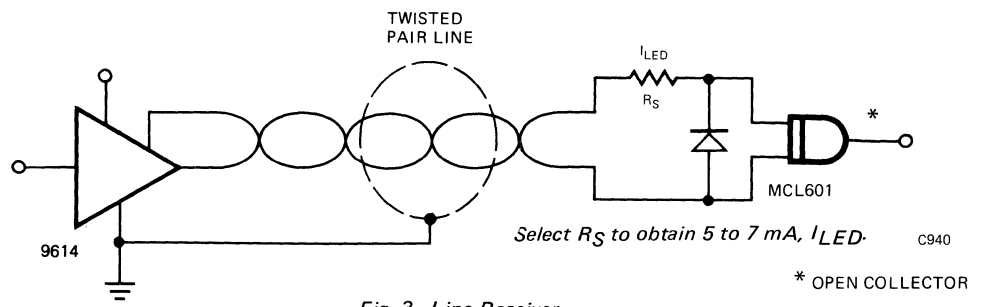 TWISTED
PAIR LINE
I_LED
R_S
*
MCL601
9614
Select R_S to obtain 5 to 7 mA, I_LED.
C940
* OPEN COLLECTOR
Fig. 3. Line Receiver